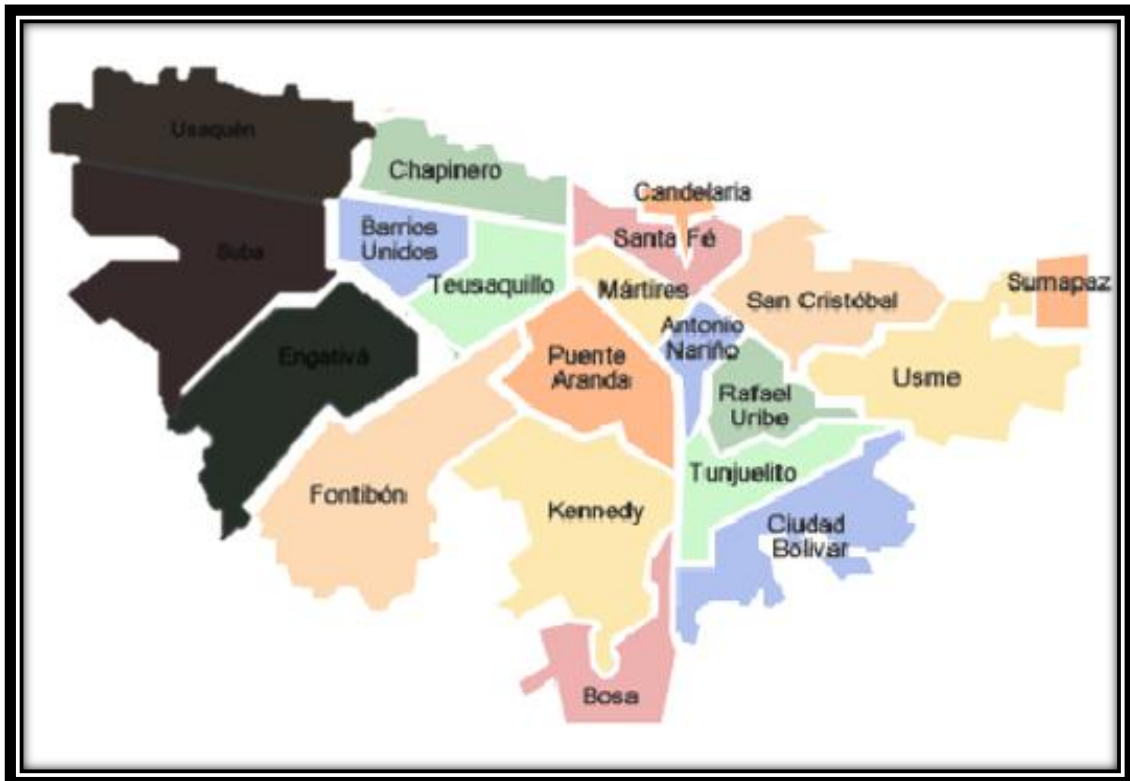 Usaquén
Chapinero
Candelaria
Barrios
Unidos
Santa Fé
Suba
Teusaquillo
Mártires
San Cristóbal
Sumapaz
Antonio
Nariño
Engativá
Puente
Aranda
Usme
Rafael
Uribe
Tunjuelito
Fontibón
Kennedy
Ciudad
Bolivar
Bosa